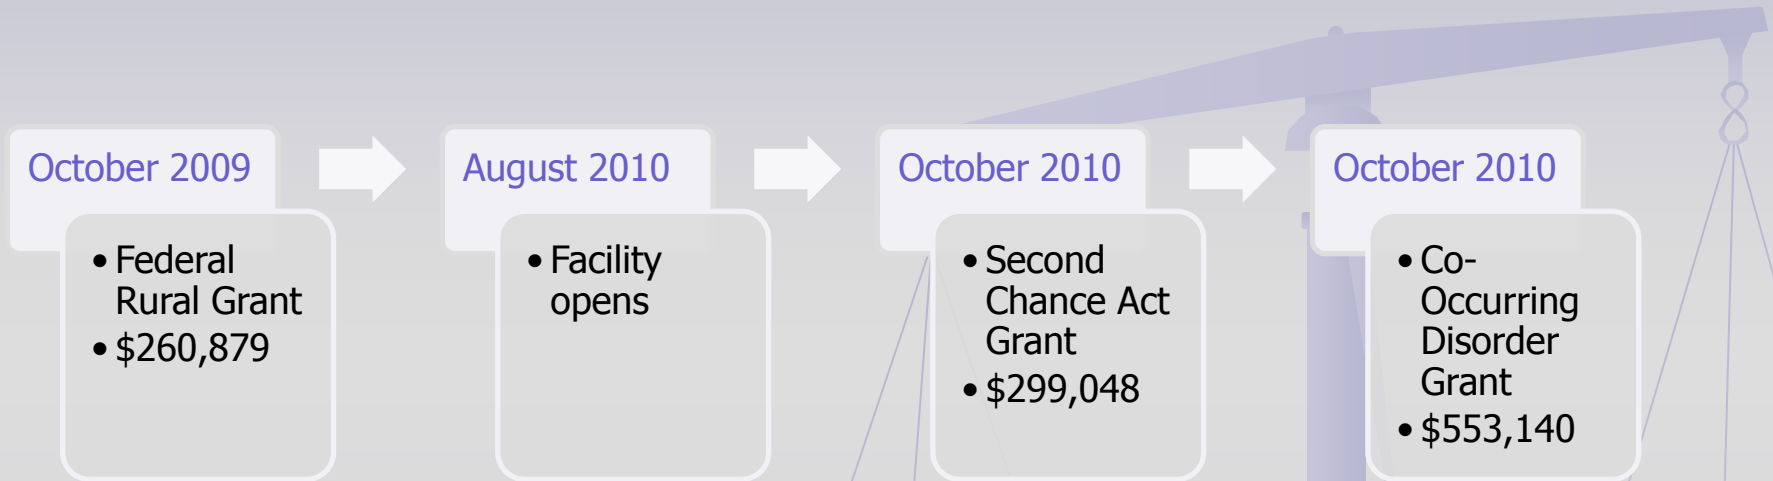 October 2009
• Federal
Rural Grant
• $260,879
August 2010
• Facility
opens
October 2010
• Second
Chance Act
Grant
• $299,048
October 2010
• Co-
Occurring
Disorder
Grant
• $553,140